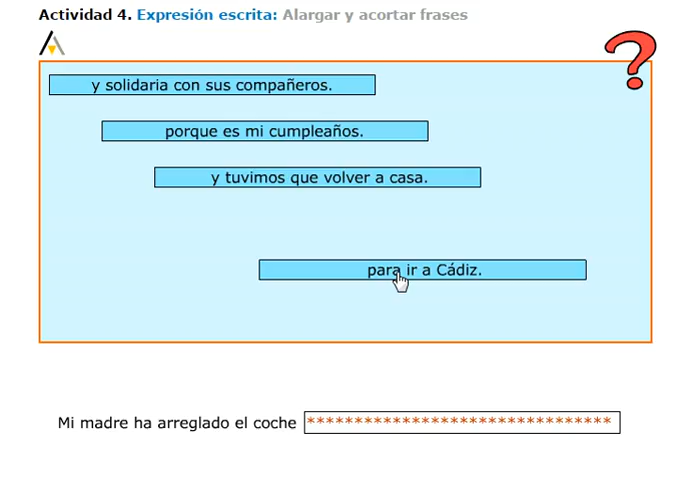 Actividad 4. Expresión escrita: Alargar y acortar frases
?
y solidaria con sus compañeros.
porque es mi cumpleaños.
y tuvimos que volver a casa.
para ir a Cádiz.
Mi madre ha arreglado el coche ********************************